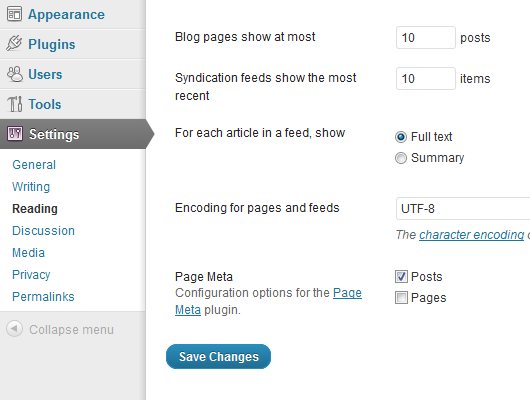 Appearance
Plugins
Users
Tools
Settings
General
Writing
Reading
Discussion
Media
Privacy
Permalinks
Collapse menu
Blog pages show at most
10 posts
Syndication feeds show the most
recent
10 items
For each article in a feed, show
Full text
Summary
Encoding for pages and feeds
UTF-8
The character encoding
Page Meta
Configuration options for the Page
Meta plugin.
Posts
Pages
Save Changes